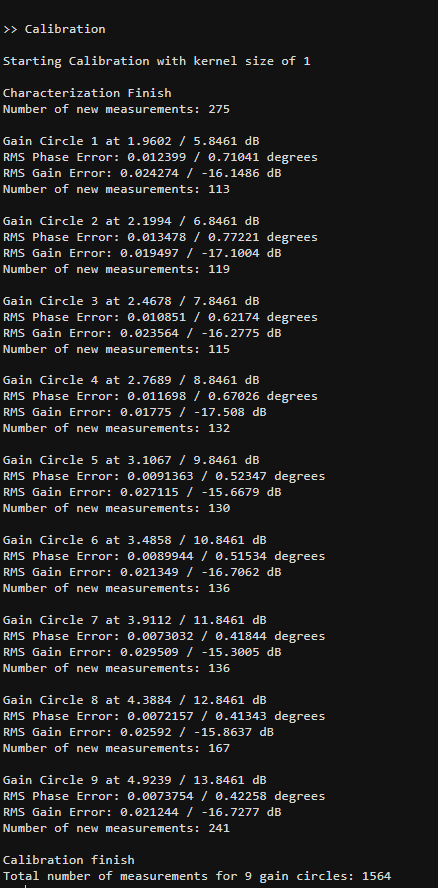 >> Calibration
Starting Calibration with kernel size of 1
Characterization Finish
Number of new measurements: 275
Gain Circle 1 at 1.9602 / 5.8461 dB
RMS Phase Error: 0.012399 / 0.71041 degrees
RMS Gain Error: 0.024274 / -16.1486 dB
Number of new measurements: 113
Gain Circle 2 at 2.1994 / 6.8461 dB
RMS Phase Error: 0.013478 / 0.77221 degrees
RMS Gain Error: 0.019497 / -17.1004 dB
Number of new measurements: 119
Gain Circle 3 at 2.4678 / 7.8461 dB
RMS Phase Error: 0.010851 / 0.62174 degrees
RMS Gain Error: 0.023564 / -16.2775 dB
Number of new measurements: 115
Gain Circle 4 at 2.7689 / 8.8461 dB
RMS Phase Error: 0.011698 / 0.67026 degrees
RMS Gain Error: 0.01775 / -17.508 dB
Number of new measurements: 132
Gain Circle 5 at 3.1067 / 9.8461 dB
RMS Phase Error: 0.0091363 / 0.52347 degrees
RMS Gain Error: 0.027115 / -15.6679 dB
Number of new measurements: 130
Gain Circle 6 at 3.4858 / 10.8461 dB
RMS Phase Error: 0.0089944 / 0.51534 degrees
RMS Gain Error: 0.021349 / -16.7062 dB
Number of new measurements: 136
Gain Circle 7 at 3.9112 / 11.8461 dB
RMS Phase Error: 0.0073032 / 0.41844 degrees
RMS Gain Error: 0.029509 / -15.3005 dB
Number of new measurements: 136
Gain Circle 8 at 4.3884 / 12.8461 dB
RMS Phase Error: 0.0072157 / 0.41343 degrees
RMS Gain Error: 0.02592 / -15.8637 dB
Number of new measurements: 167
Gain Circle 9 at 4.9239 / 13.8461 dB
RMS Phase Error: 0.0073754 / 0.42258 degrees
RMS Gain Error: 0.021244 / -16.7277 dB
Number of new measurements: 241
Calibration finish
Total number of measurements for 9 gain circles: 1564